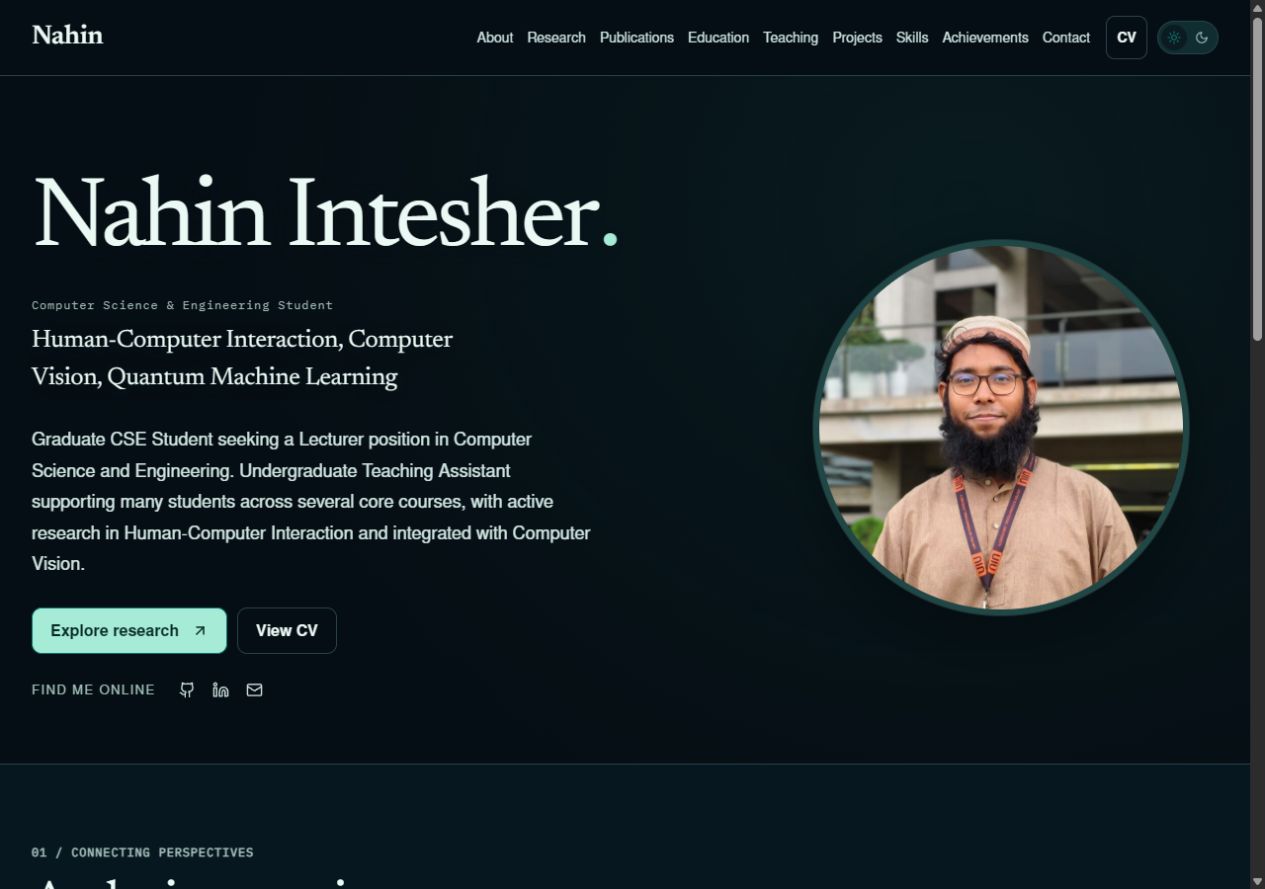 Nahin
About Research Publications Education Teaching Projects Skills Achievements Contact CV
Nahin Intesher.
Computer Science & Engineering Student
Human-Computer Interaction, Computer
Vision, Quantum Machine Learning
Graduate CSE Student seeking a Lecturer position in Computer
Science and Engineering. Undergraduate Teaching Assistant
supporting many students across several core courses, with active
research in Human-Computer Interaction and integrated with Computer
Vision.
Explore research View CV
FIND ME ONLINE
01 / CONNECTING PERSPECTIVES